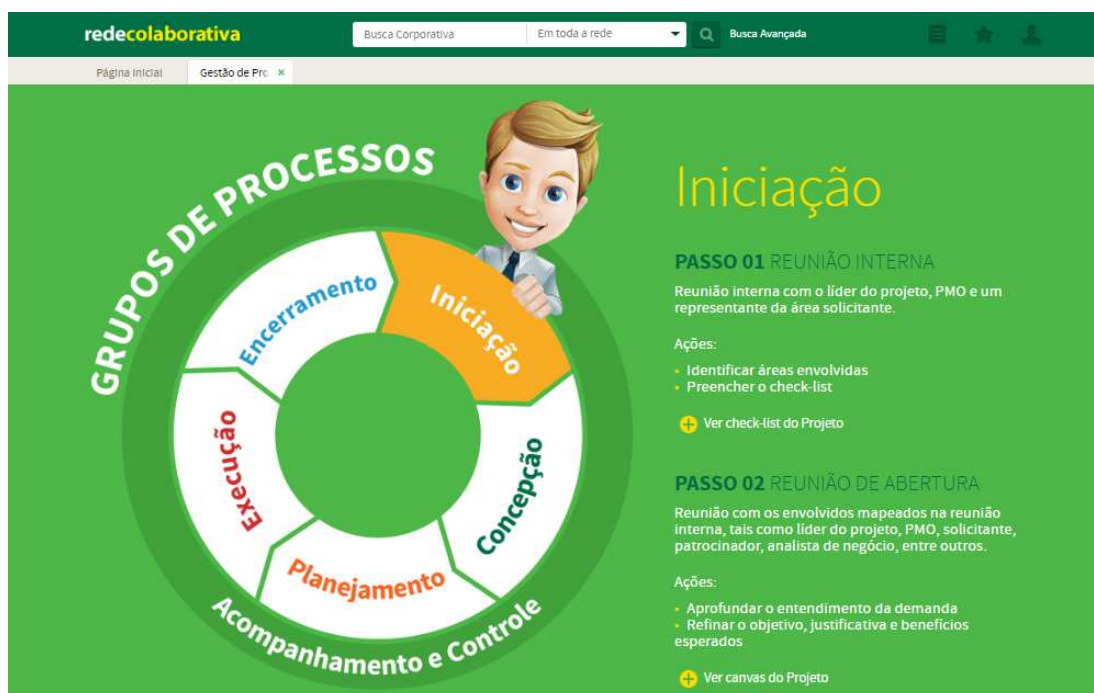 redecolaborativa
Busca Corporativa
Em toda a rede
Busca Avançada
Página Inicial
Gestão de Pro
GRUPOS DE PROCESSOS
Iniciação
Concepção
Planejamento
Execução
Encerramento
Acompanhamento e Controle
Iniciação
PASSO 01 REUNIÃO INTERNA
Reunião interna com o líder do projeto, PMO e um
representante da área solicitante.
Ações:
• Identificar áreas envolvidas
• Preencher o check-list
Ver check-list do Projeto
PASSO 02 REUNIÃO DE ABERTURA
Reunião com os envolvidos mapeados na reunião
interna, tais como líder do projeto, PMO, solicitante,
patrocinador, analista de negócio, entre outros.
Ações:
• Aprofundar o entendimento da demanda
• Refinar o objetivo, justificativa e benefícios
esperados
Ver canvas do Projeto